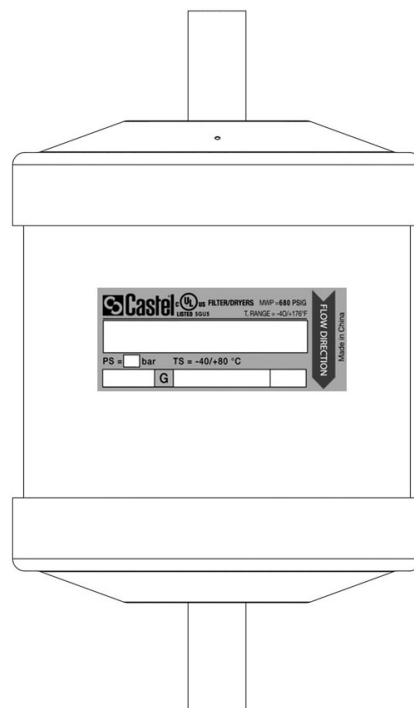 Castel c UL us FILTER/DRYERS MWP =680 PSIG
LISTED SGUS T. RANGE = -40/+176°F
PS = bar TS = -40/+80 °C
G
FLOW DIRECTION
Made in China